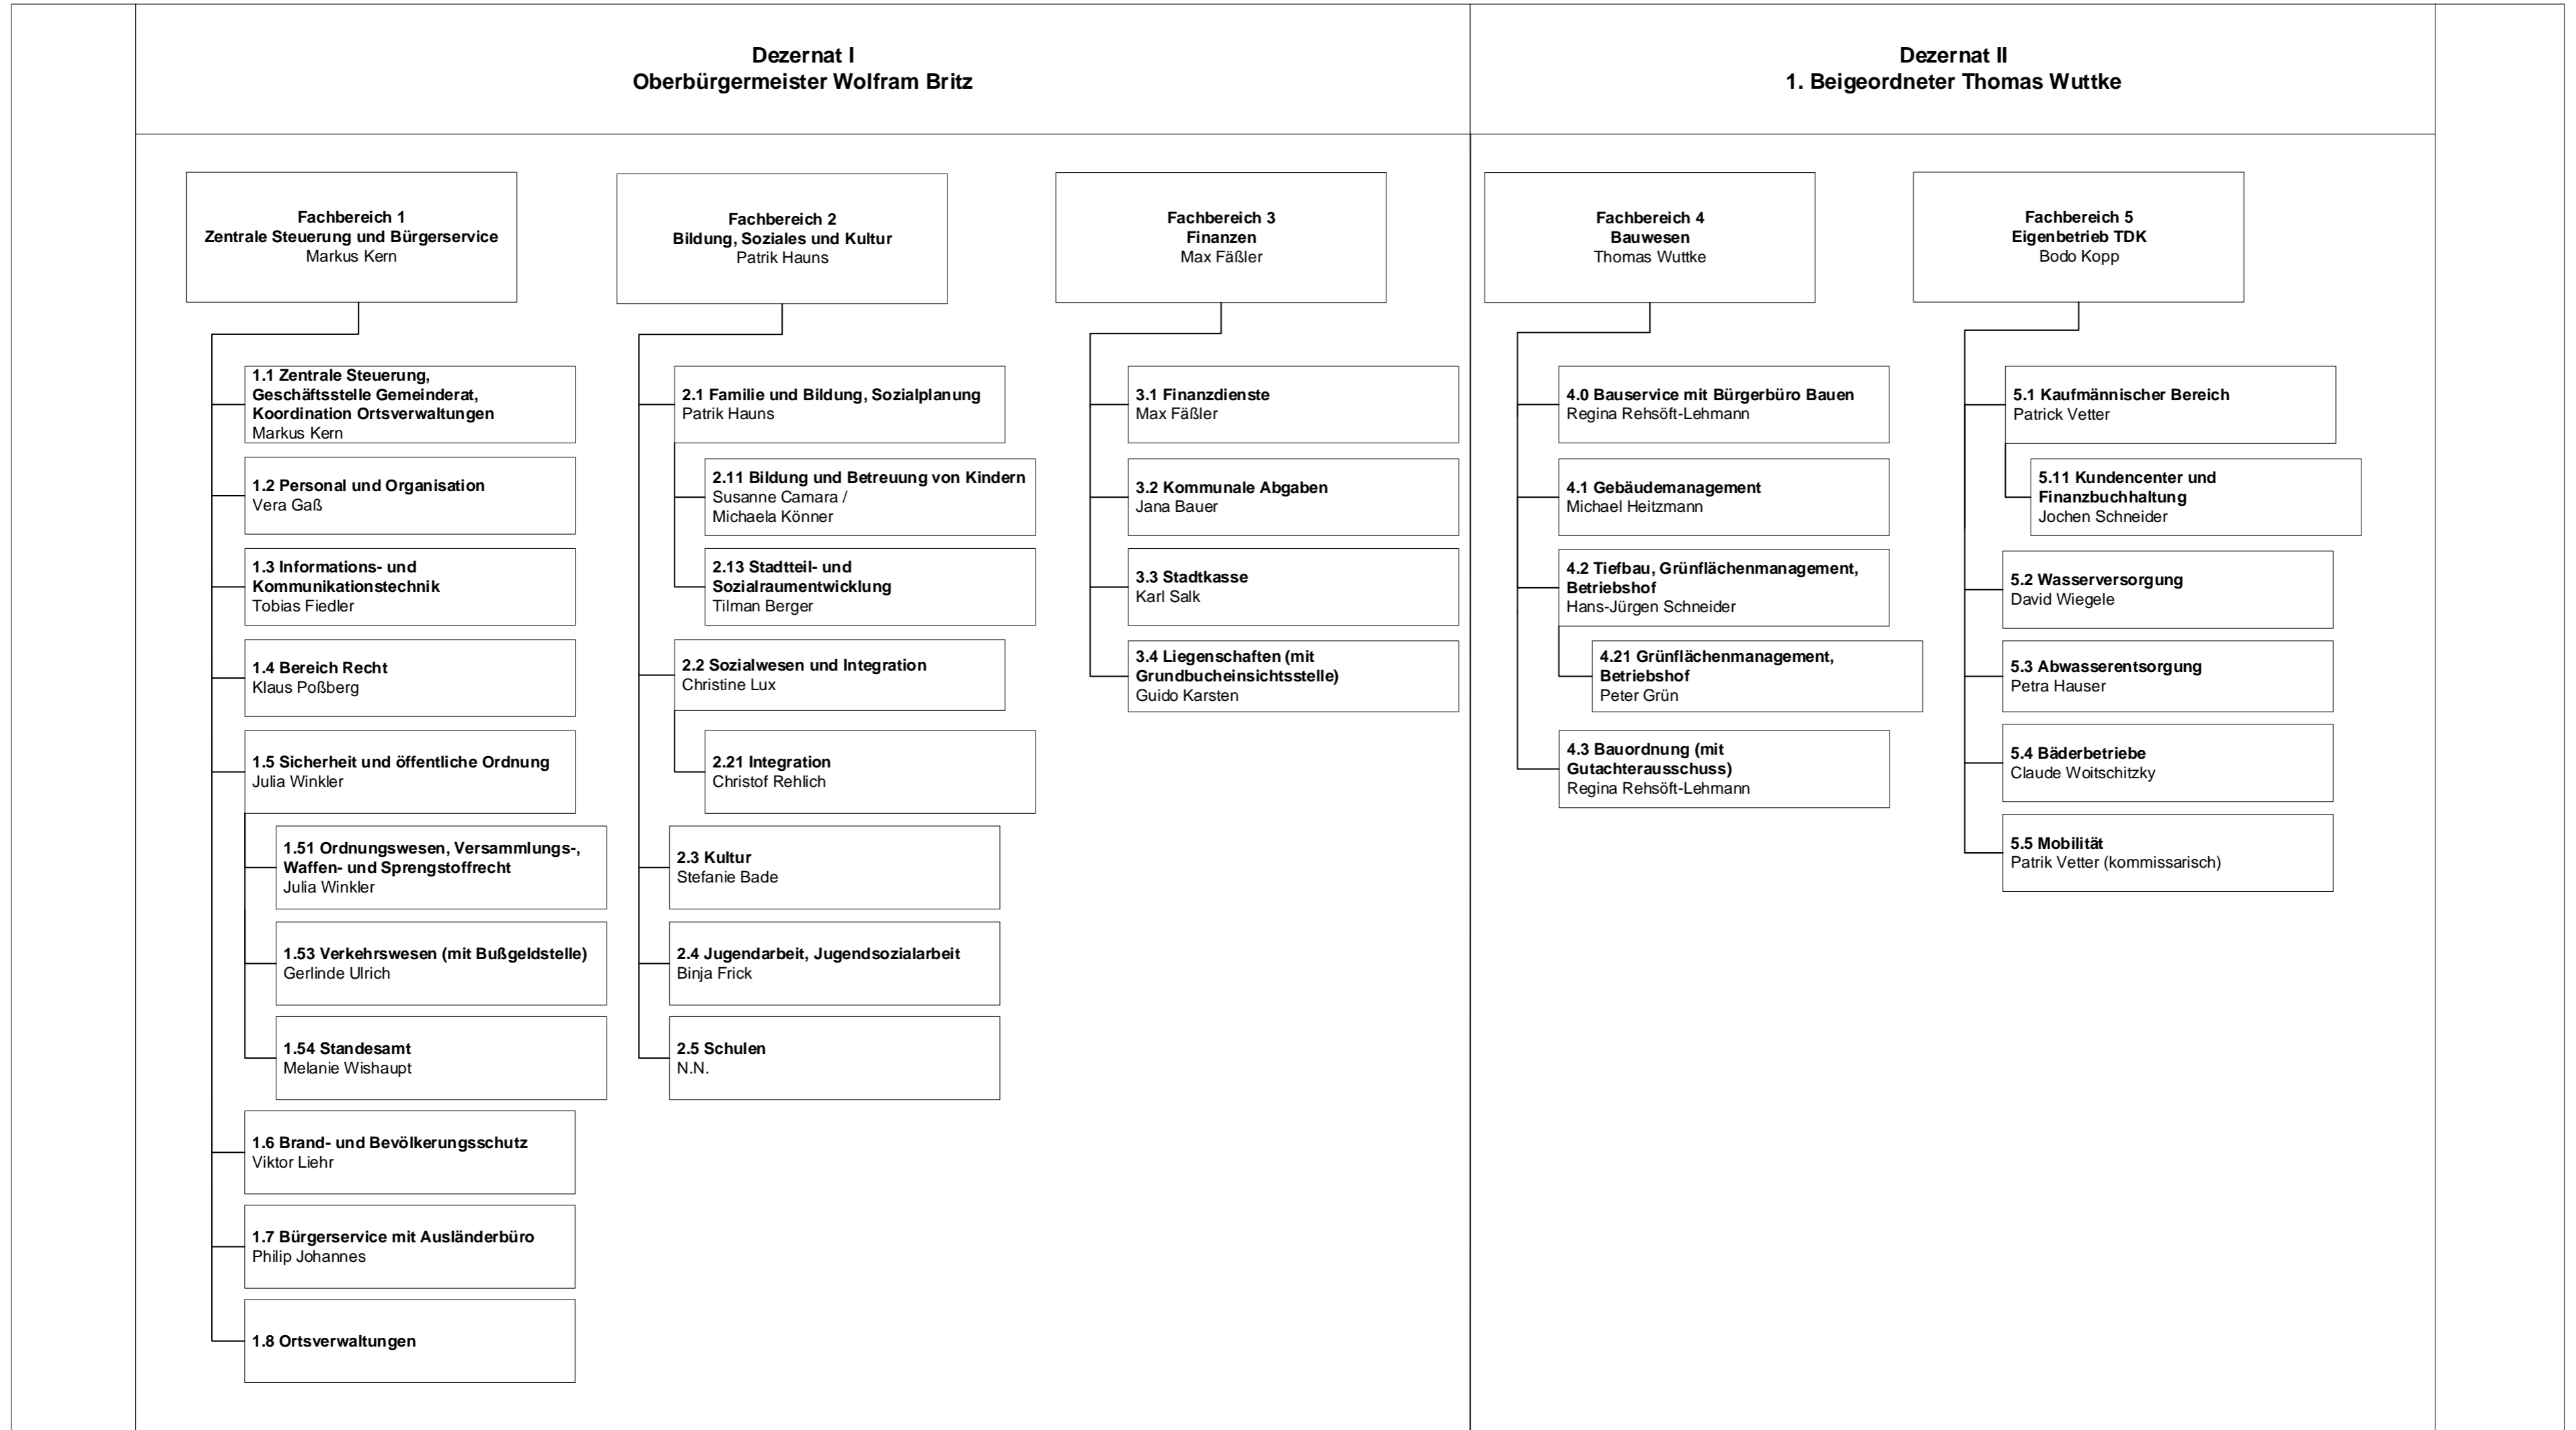 Dezernat I
Oberbürgermeister Wolfram Britz
Dezernat II
1. Beigeordneter Thomas Wuttke
Fachbereich 1
Zentrale Steuerung und Bürgerservice
Markus Kern
1.1 Zentrale Steuerung,
Geschäftsstelle Gemeinderat,
Koordination Ortsverwaltungen
Markus Kern
1.2 Personal und Organisation
Vera Gaß
1.3 Informations- und
Kommunikationstechnik
Tobias Fiedler
1.4 Bereich Recht
Klaus Poßberg
1.5 Sicherheit und öffentliche Ordnung
Julia Winkler
1.51 Ordnungswesen, Versammlungs-,
Waffen- und Sprengstoffrecht
Julia Winkler
1.53 Verkehrswesen (mit Bußgeldstelle)
Gerlinde Ulrich
1.54 Standesamt
Melanie Wishaupt
1.6 Brand- und Bevölkerungsschutz
Viktor Liehr
1.7 Bürgerservice mit Ausländerbüro
Philip Johannes
1.8 Ortsverwaltungen
Fachbereich 2
Bildung, Soziales und Kultur
Patrik Hauns
2.1 Familie und Bildung, Sozialplanung
Patrik Hauns
2.11 Bildung und Betreuung von Kindern
Susanne Camara /
Michaela Könner
2.13 Stadtteil- und
Sozialraumentwicklung
Tilman Berger
2.2 Sozialwesen und Integration
Christine Lux
2.21 Integration
Christof Rehlich
2.3 Kultur
Stefanie Bade
2.4 Jugendarbeit, Jugendsozialarbeit
Binja Frick
2.5 Schulen
N.N.
Fachbereich 3
Finanzen
Max Fäßler
3.1 Finanzdienste
Max Fäßler
3.2 Kommunale Abgaben
Jana Bauer
3.3 Stadtkasse
Karl Salk
3.4 Liegenschaften (mit
Grundbucheinsichtsstelle)
Guido Karsten
Fachbereich 4
Bauwesen
Thomas Wuttke
4.0 Bauservice mit Bürgerbüro Bauen
Regina Rehsöft-Lehmann
4.1 Gebäudemanagement
Michael Heitzmann
4.2 Tiefbau, Grünflächenmanagement,
Betriebshof
Hans-Jürgen Schneider
4.21 Grünflächenmanagement,
Betriebshof
Peter Grün
4.3 Bauordnung (mit
Gutachterausschuss)
Regina Rehsöft-Lehmann
Fachbereich 5
Eigenbetrieb TDK
Bodo Kopp
5.1 Kaufmännischer Bereich
Patrick Vetter
5.11 Kundencenter und
Finanzbuchhaltung
Jochen Schneider
5.2 Wasserversorgung
David Wiegele
5.3 Abwasserentsorgung
Petra Hauser
5.4 Bäderbetriebe
Claude Woitschitzky
5.5 Mobilität
Patrik Vetter (kommissarisch)